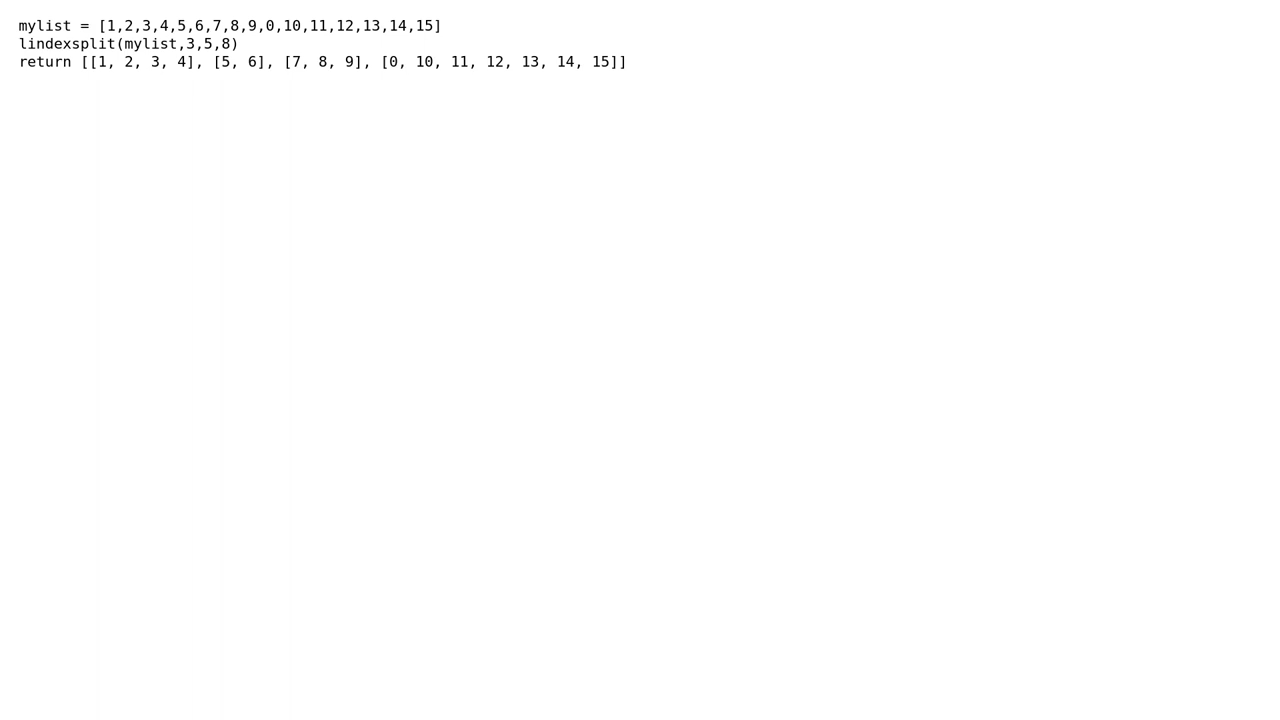 mylist = [1,2,3,4,5,6,7,8,9,0,10,11,12,13,14,15]
lindexsplit(mylist,3,5,8)
return [[1, 2, 3, 4], [5, 6], [7, 8, 9], [0, 10, 11, 12, 13, 14, 15]]